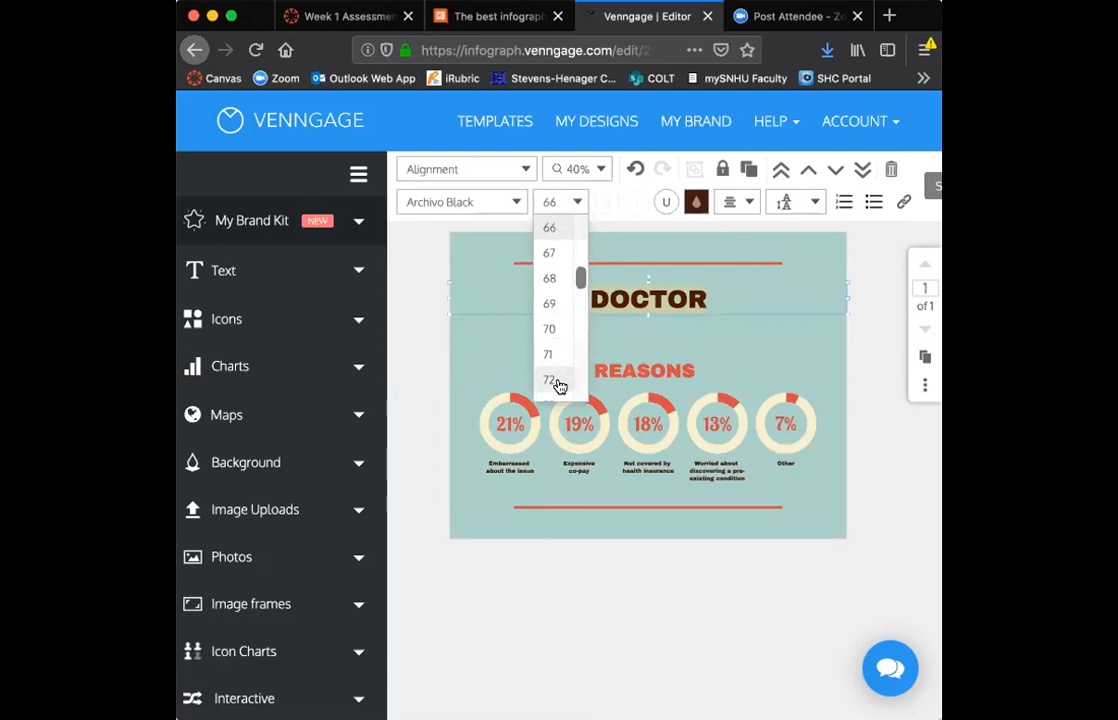 Week 1 Assessmen
The best infograph
Venngage | Editor
Post Attendee - Zo
https://infograph.venngage.com/edit/2
Canvas
Zoom
Outlook Web App
iRubric
Stevens-Henager C...
COLT
mySNHU Faculty
SHC Portal
VENNGAGE
TEMPLATES
MY DESIGNS
MY BRAND
HELP
ACCOUNT
Alignment
40%
Archivo Black
66
U
My Brand Kit
NEW
Text
Icons
Charts
Maps
Background
Image Uploads
Photos
Image frames
Icon Charts
Interactive
66
67
68
69
70
71
72
DOCTOR
REASONS
21%
19%
18%
13%
7%
Embarrassed
about the issue
Expensive
co-pay
Not covered by
health insurance
Worried about
discovering a pre-
existing condition
Other
1
of 1